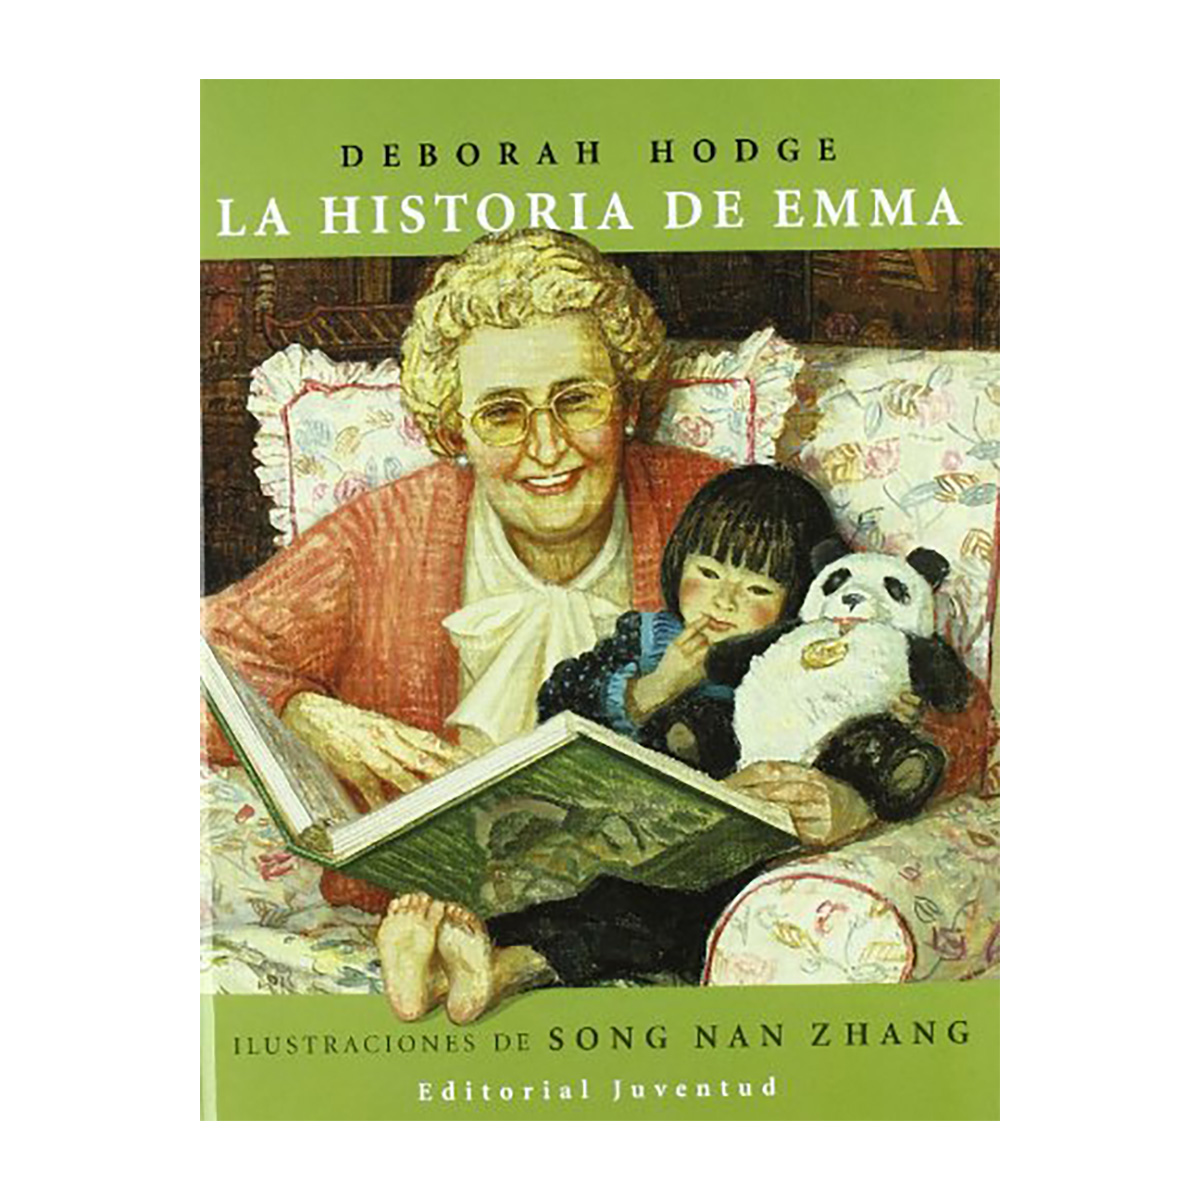 DEBORAH HODGE
LA HISTORIA DE EMMA
ILUSTRACIONES DE SONG NAN ZHANG
Editorial Juventud